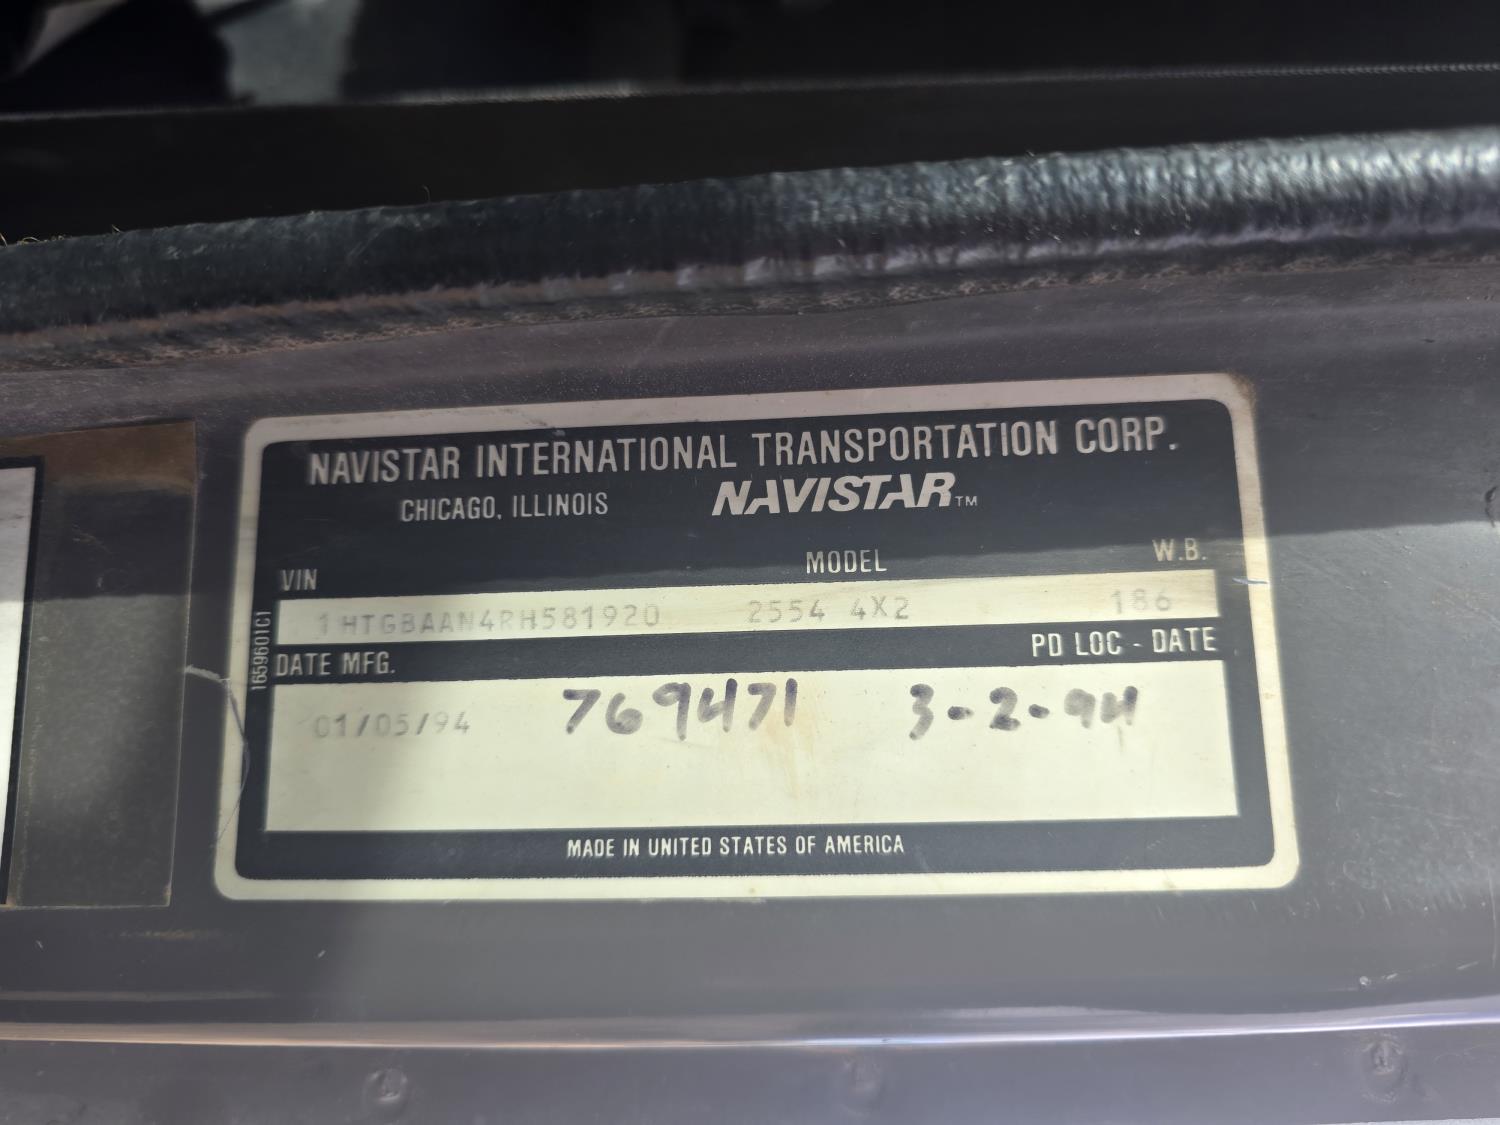 NAVISTAR INTERNATIONAL TRANSPORTATION CORP.
CHICAGO, ILLINOIS NAVISTAR™
VIN MODEL W.B.
1HTGBAAN4RH581920 2554 4X2 186
DATE MFG. PD LOC - DATE
01/05/94 769471 3-2-94
MADE IN UNITED STATES OF AMERICA
1659601C1